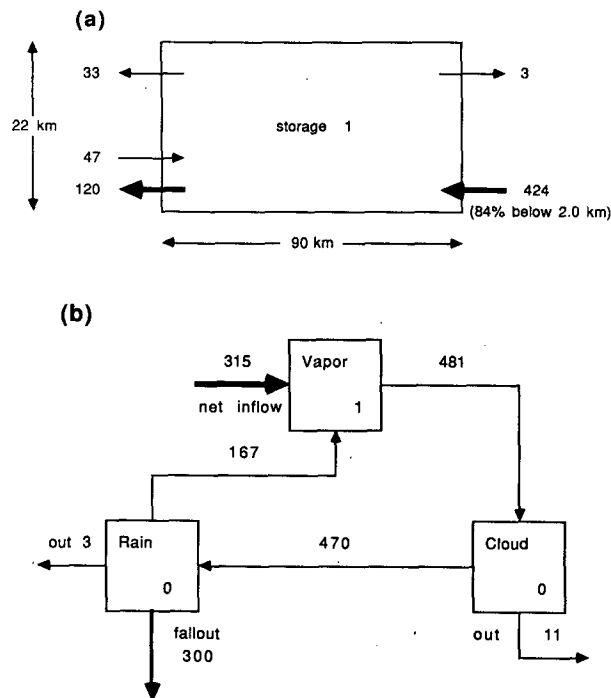 (a)
33
3
22 km
storage 1
47
120
424
(84% below 2.0 km)
90 km
(b)
315
Vapor
481
net inflow
1
167
out 3
Rain
470
Cloud
0
0
fallout
out 11
300